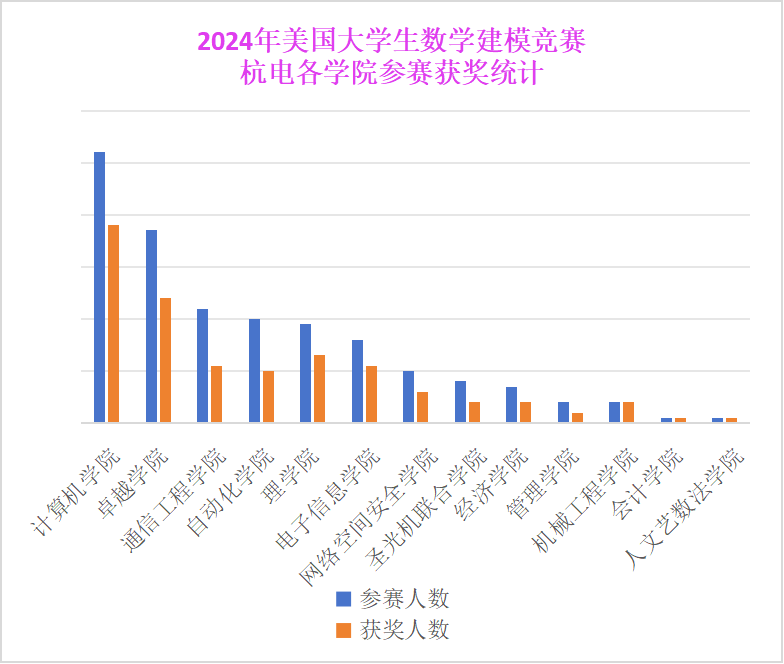 2024年美国大学生数学建模竞赛
杭电各学院参赛获奖统计
计算机学院
卓越学院
通信工程学院
自动化学院
理学院
电子信息学院
网络空间安全学院
圣光机联合学院
经济学院
管理学院
机械工程学院
会计学院
人文艺数法学院
参赛人数
获奖人数